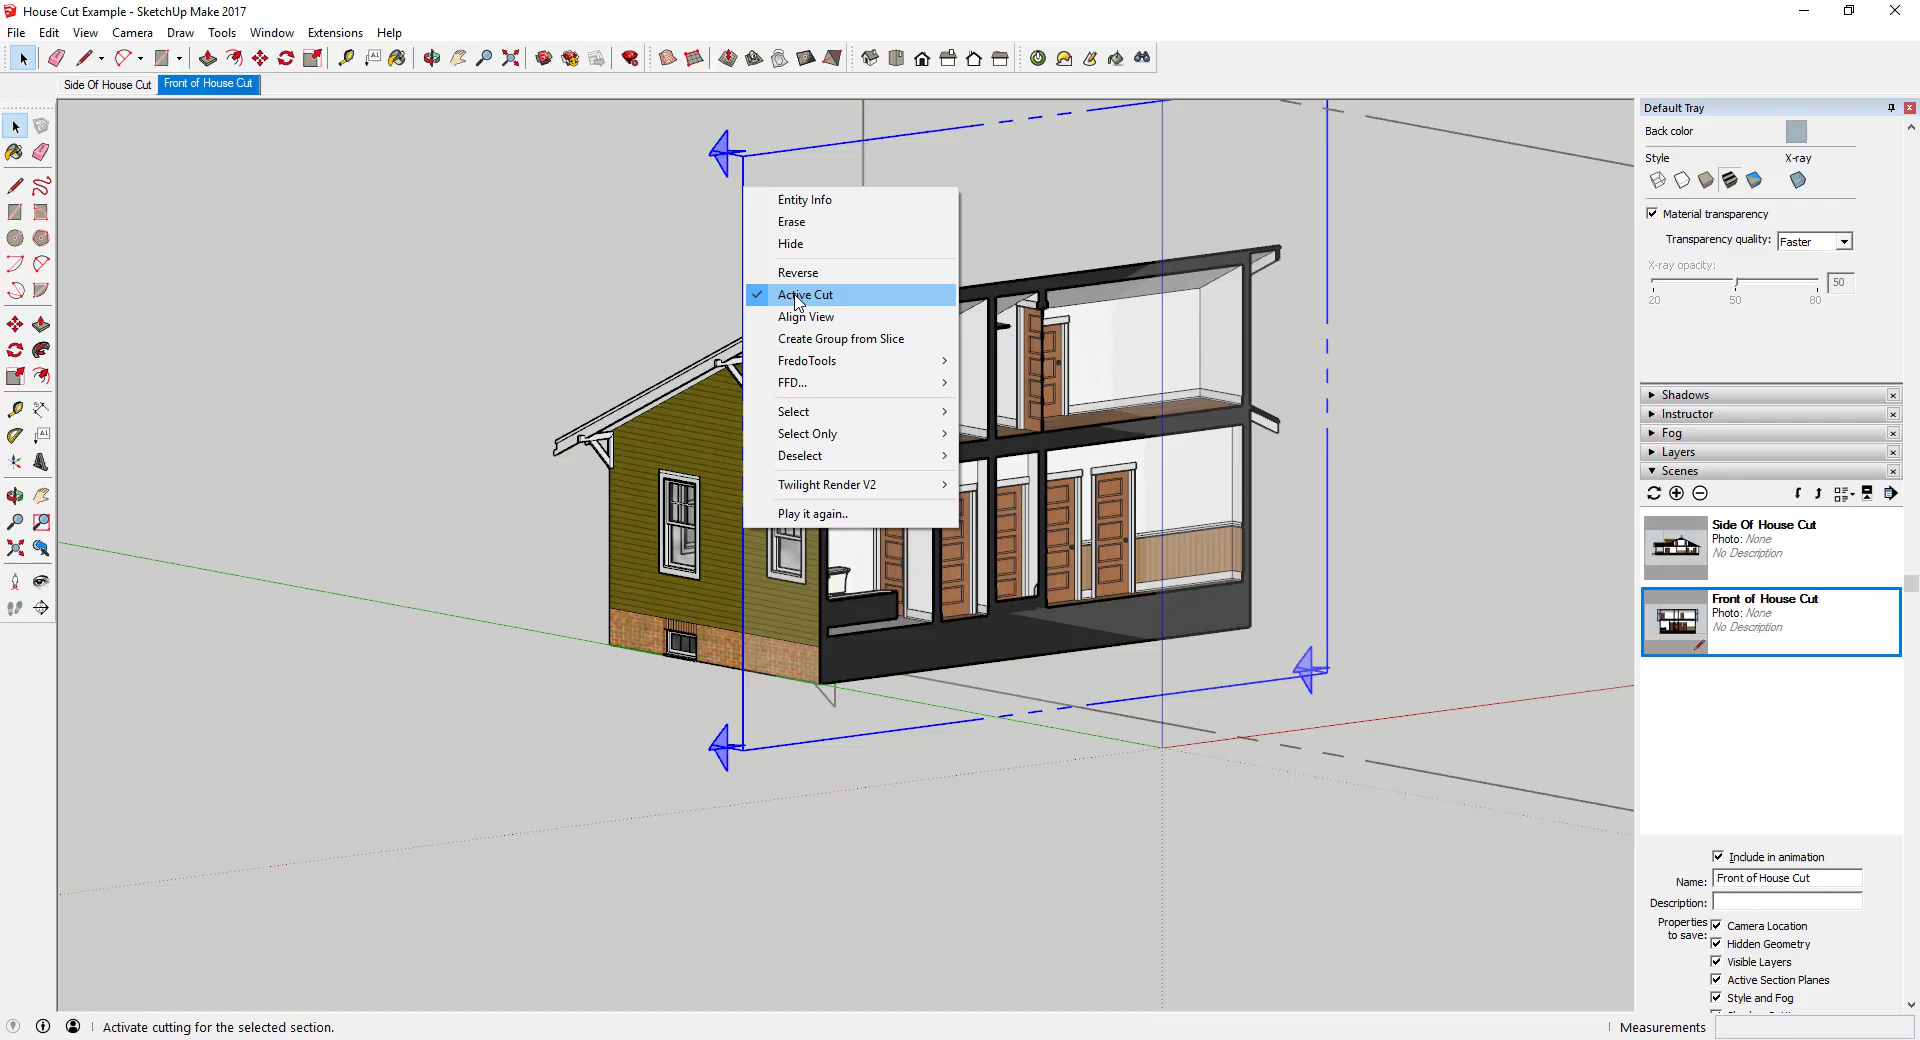 House Cut Example - SketchUp Make 2017
File Edit View Camera Draw Tools Window Extensions Help
Side Of House Cut Front of House Cut
Default Tray
Back color
Style X-ray
Material transparency
Transparency quality: Faster
X-ray opacity:
50
20 50 80
Shadows
Instructor
Fog
Layers
Scenes
Side Of House Cut
Photo: None
No Description
Front of House Cut
Photo: None
No Description
Include in animation
Name: Front of House Cut
Description:
Properties to save:
Camera Location
Hidden Geometry
Visible Layers
Active Section Planes
Style and Fog
Entity Info
Erase
Hide
Reverse
Active Cut
Align View
Create Group from Slice
FredoTools
FFD...
Select
Select Only
Deselect
Twilight Render V2
Play it again..
Activate cutting for the selected section.
Measurements